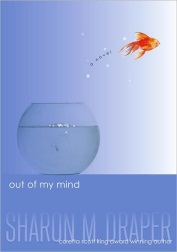 a novel
out of my mind
SHARON M. DRAPER
coretta scott king award-winning author